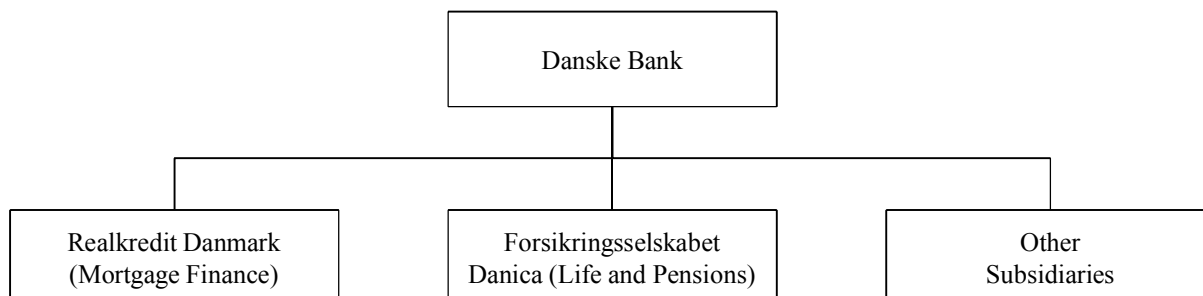 Danske Bank
Realkredit Danmark
(Mortgage Finance)
Forsikringsselskabet
Danica (Life and Pensions)
Other
Subsidiaries